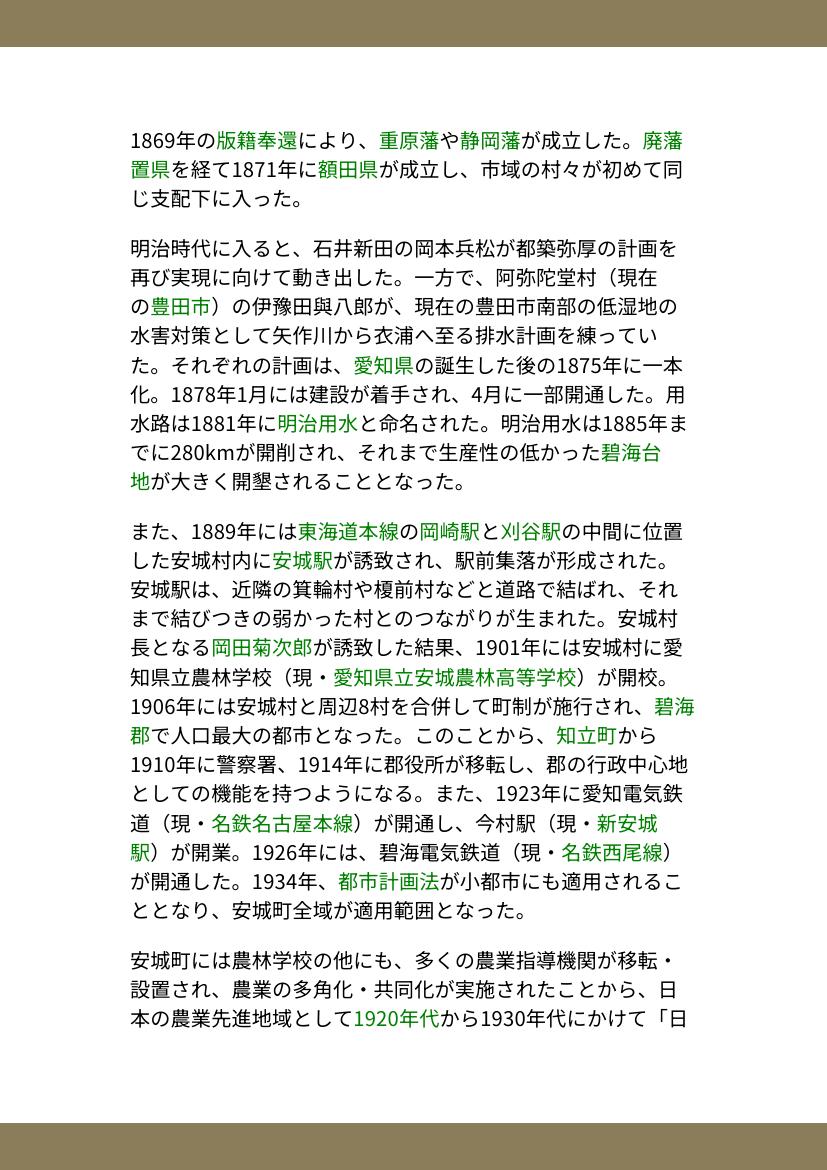 1869年の版籍奉還により、重原藩や静岡藩が成立した。廃藩
置県を経て1871年に額田県が成立し、市域の村々が初めて同
じ支配下に入った。
明治時代に入ると、石井新田の岡本兵松が都築弥厚の計画を
再び実現に向けて動き出した。一方で、阿弥陀堂村（現在
の豊田市）の伊豫田與八郎が、現在の豊田市南部の低湿地の
水害対策として矢作川から衣浦へ至る排水計画を練ってい
た。それぞれの計画は、愛知県の誕生した後の1875年に一本
化。1878年1月には建設が着手され、4月に一部開通した。用
水路は1881年に明治用水と命名された。明治用水は1885年ま
でに280kmが開削され、それまで生産性の低かった碧海台
地が大きく開墾されることとなった。
また、1889年には東海道本線の岡崎駅と刈谷駅の中間に位置
した安城村内に安城駅が誘致され、駅前集落が形成された。
安城駅は、近隣の箕輪村や榎前村などと道路で結ばれ、それ
まで結びつきの弱かった村とのつながりが生まれた。安城村
長となる岡田菊次郎が誘致した結果、1901年には安城村に愛
知県立農林学校（現・愛知県立安城農林高等学校）が開校。
1906年には安城村と周辺8村を合併して町制が施行され、碧海
郡で人口最大の都市となった。このことから、知立町から
1910年に警察署、1914年に郡役所が移転し、郡の行政中心地
としての機能を持つようになる。また、1923年に愛知電気鉄
道（現・名鉄名古屋本線）が開通し、今村駅（現・新安城
駅）が開業。1926年には、碧海電気鉄道（現・名鉄西尾線）
が開通した。1934年、都市計画法が小都市にも適用されるこ
ととなり、安城町全域が適用範囲となった。
安城町には農林学校の他にも、多くの農業指導機関が移転・
設置され、農業の多角化・共同化が実施されたことから、日
本の農業先進地域として1920年代から1930年代にかけて「日